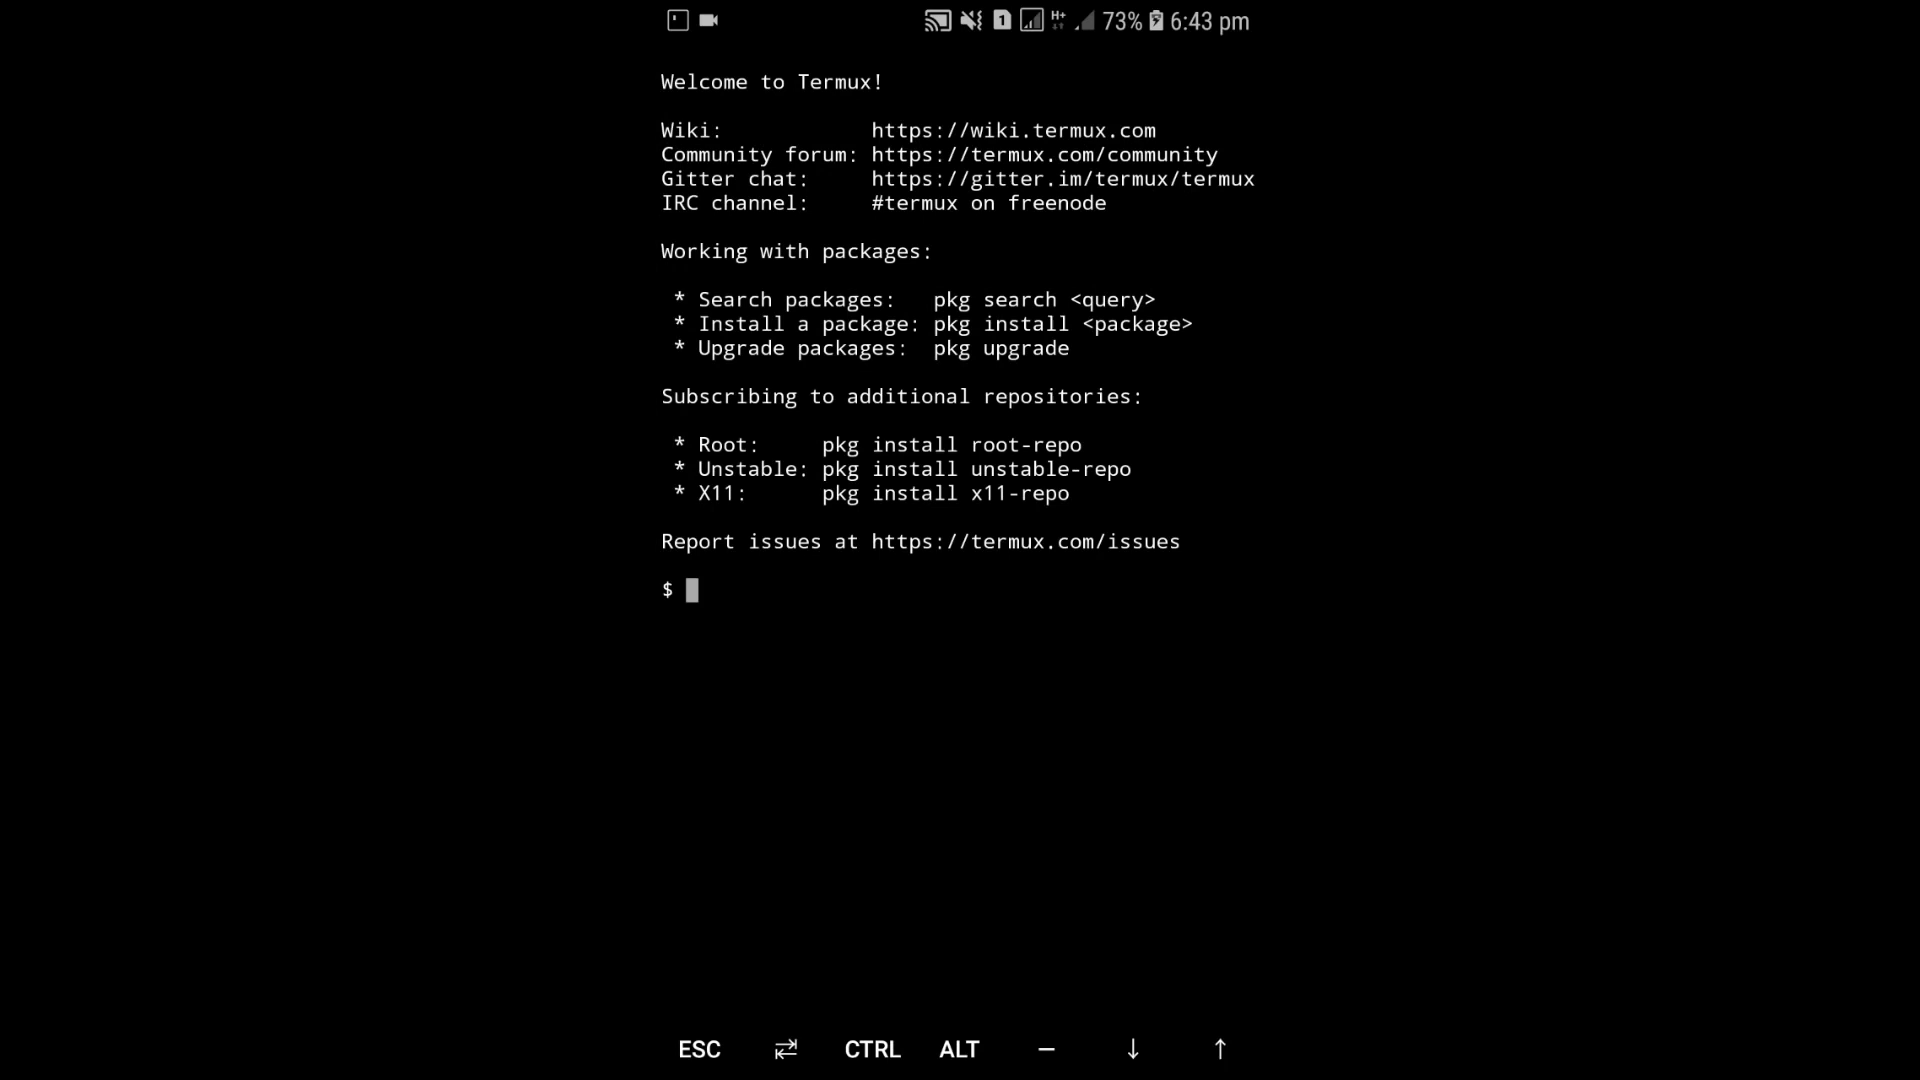 1 H+ 73% 6:43 pm
Welcome to Termux!
Wiki: https://wiki.termux.com
Community forum: https://termux.com/community
Gitter chat: https://gitter.im/termux/termux
IRC channel: #termux on freenode
Working with packages:
* Search packages: pkg search <query>
* Install a package: pkg install <package>
* Upgrade packages: pkg upgrade
Subscribing to additional repositories:
* Root: pkg install root-repo
* Unstable: pkg install unstable-repo
* X11: pkg install x11-repo
Report issues at https://termux.com/issues
$
ESC ⇄ CTRL ALT — ↓ ↑